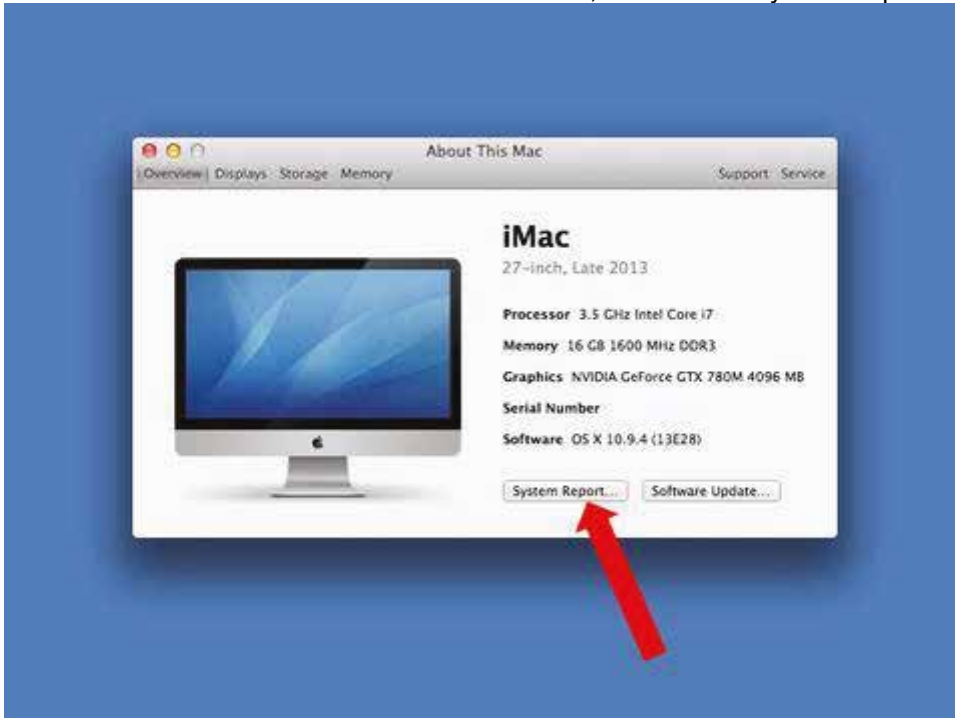 About This Mac
Overview Displays Storage Memory Support Service
iMac
27-inch, Late 2013
Processor 3.5 GHz Intel Core i7
Memory 16 GB 1600 MHz DDR3
Graphics NVIDIA GeForce GTX 780M 4096 MB
Serial Number
Software OS X 10.9.4 (13E28)
System Report... Software Update...